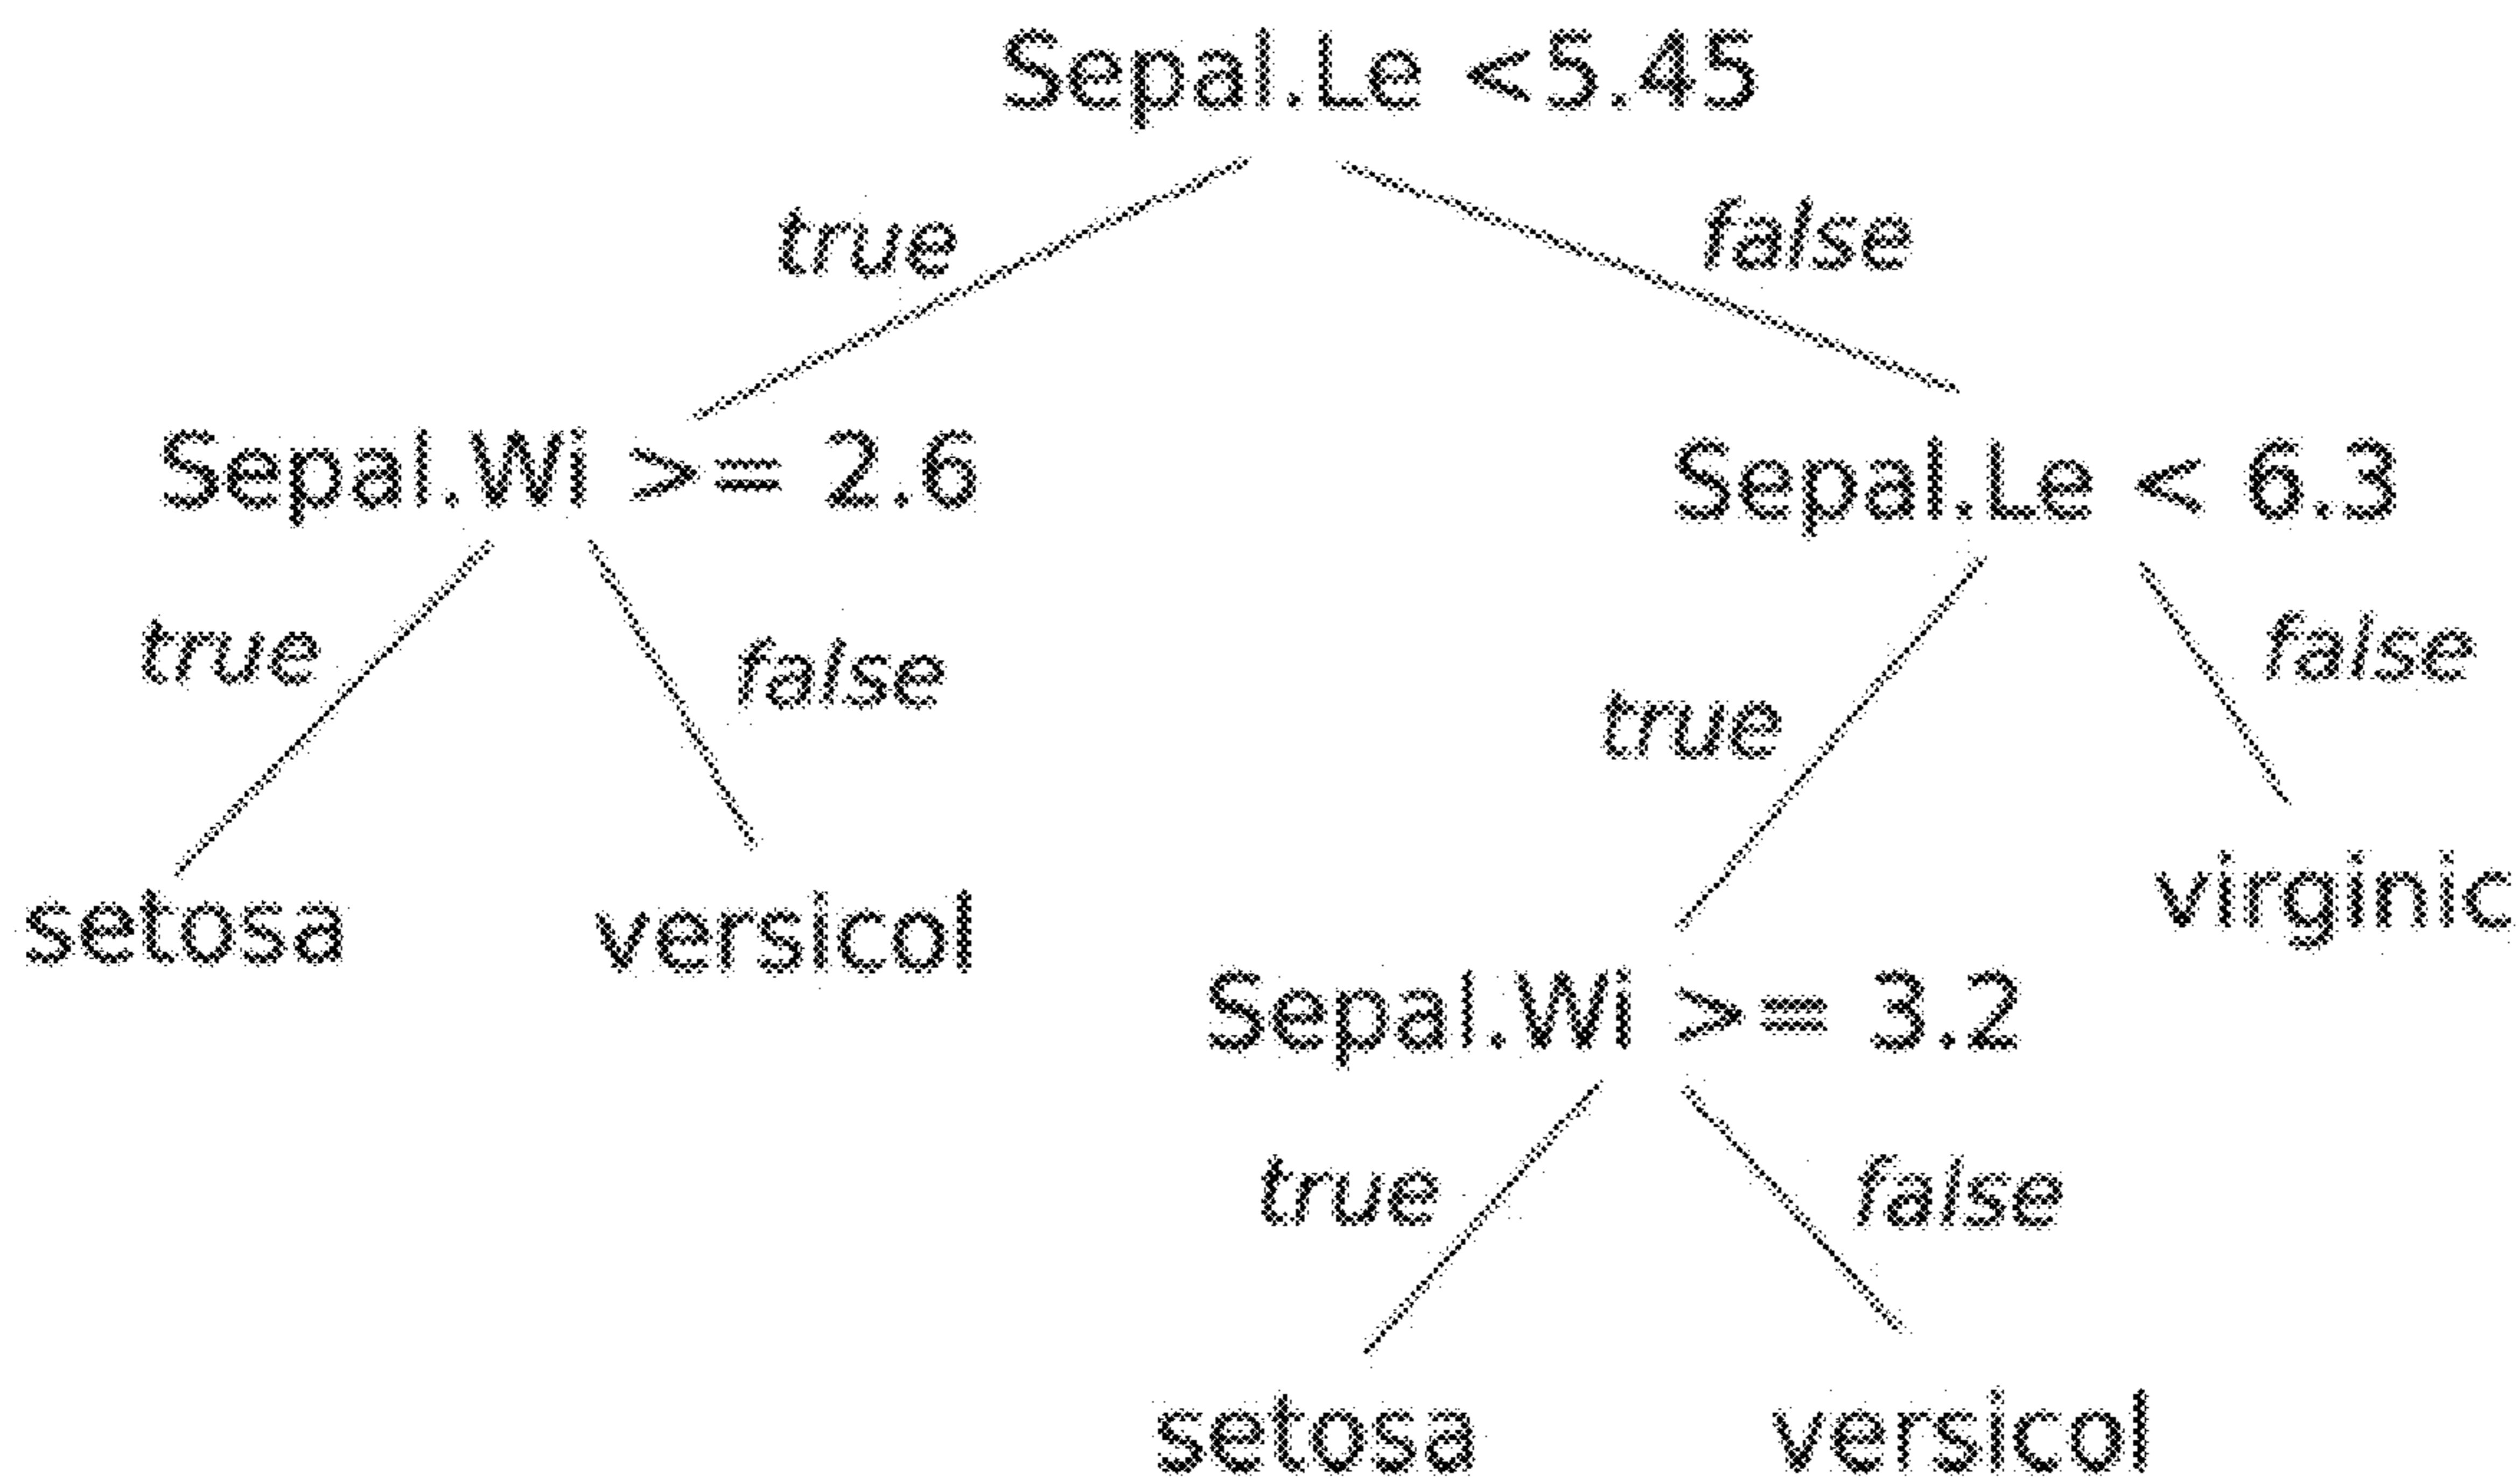 Sepal.Le <5.45
true
false
Sepal.Wi >= 2.6
Sepal.Le < 6.3
true
false
true
false
setosa
versicol
virginic
Sepal.Wi >= 3.2
true
false
setosa
versicol